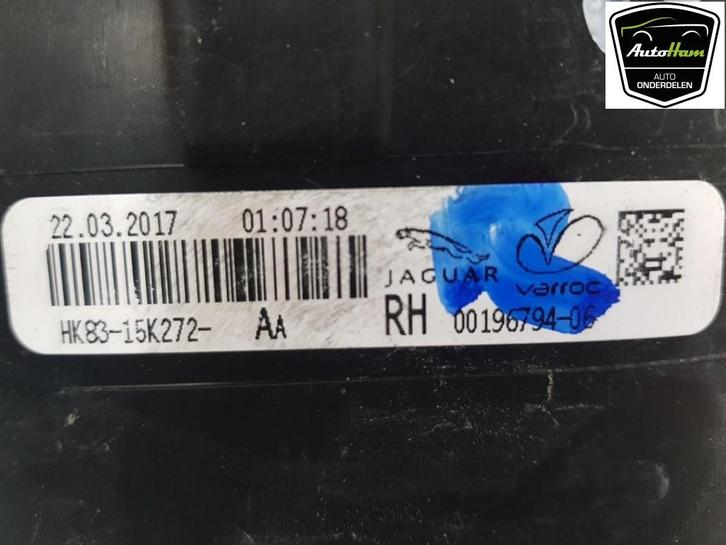 AutoHam
AUTO
ONDERDELEN
22.03.2017 01:07:18
JAGUAR
varroc
HK83-15K272- AA
RH 00196794-06